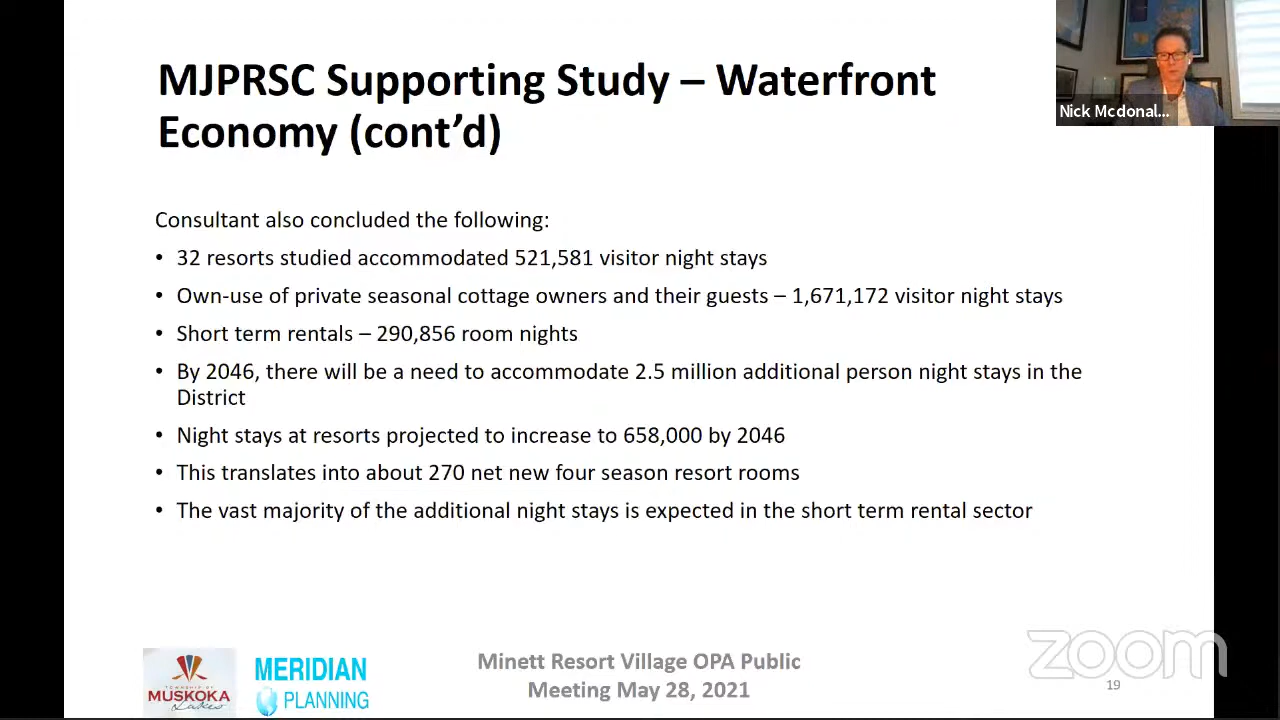 MJPRSC Supporting Study – Waterfront
Economy (cont’d)
Nick Mcdonal...
Consultant also concluded the following:
• 32 resorts studied accommodated 521,581 visitor night stays
• Own-use of private seasonal cottage owners and their guests – 1,671,172 visitor night stays
• Short term rentals – 290,856 room nights
• By 2046, there will be a need to accommodate 2.5 million additional person night stays in the
District
• Night stays at resorts projected to increase to 658,000 by 2046
• This translates into about 270 net new four season resort rooms
• The vast majority of the additional night stays is expected in the short term rental sector
TOWNSHIP OF
MUSKOKA
Lakes
MERIDIAN
PLANNING
Minett Resort Village OPA Public
Meeting May 28, 2021
zoom
19